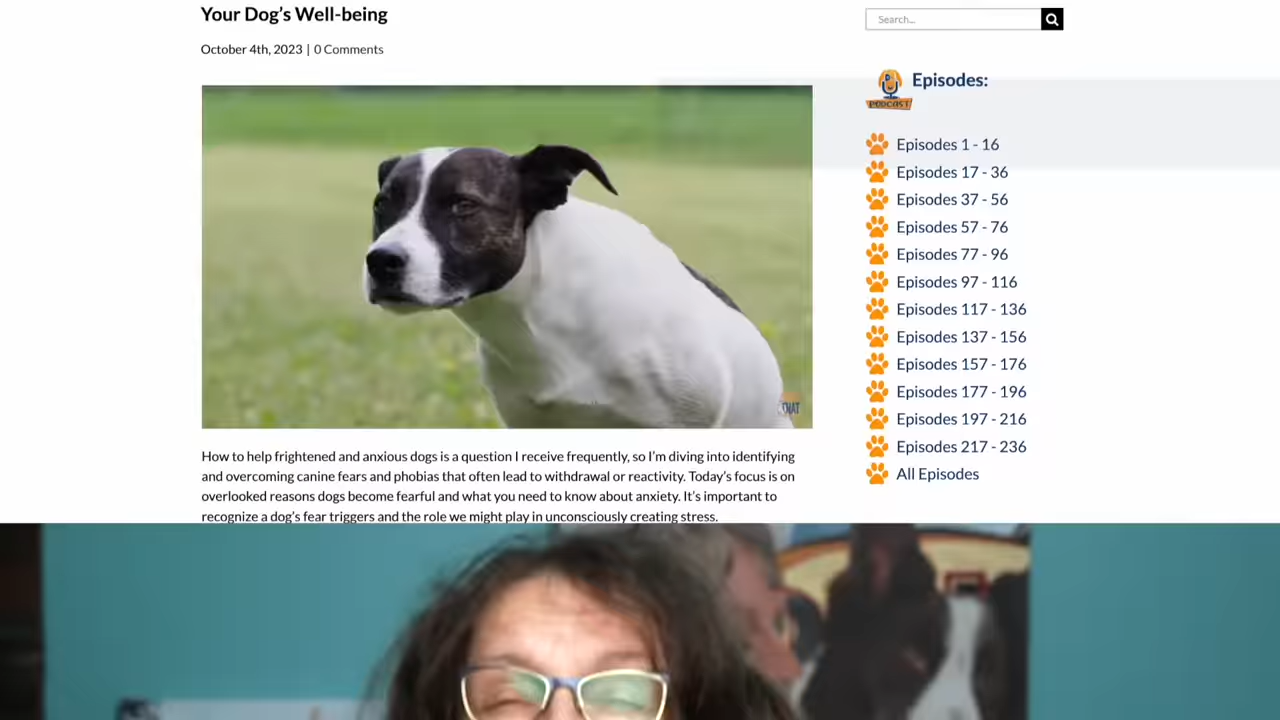 Your Dog’s Well-being
October 4th, 2023 | 0 Comments
Search...
PODCAST
Episodes:
Episodes 1 - 16
Episodes 17 - 36
Episodes 37 - 56
Episodes 57 - 76
Episodes 77 - 96
Episodes 97 - 116
Episodes 117 - 136
Episodes 137 - 156
Episodes 157 - 176
Episodes 177 - 196
Episodes 197 - 216
Episodes 217 - 236
All Episodes
THAT
How to help frightened and anxious dogs is a question I receive frequently, so I’m diving into identifying
and overcoming canine fears and phobias that often lead to withdrawal or reactivity. Today’s focus is on
overlooked reasons dogs become fearful and what you need to know about anxiety. It’s important to
recognize a dog’s fear triggers and the role we might play in unconsciously creating stress.